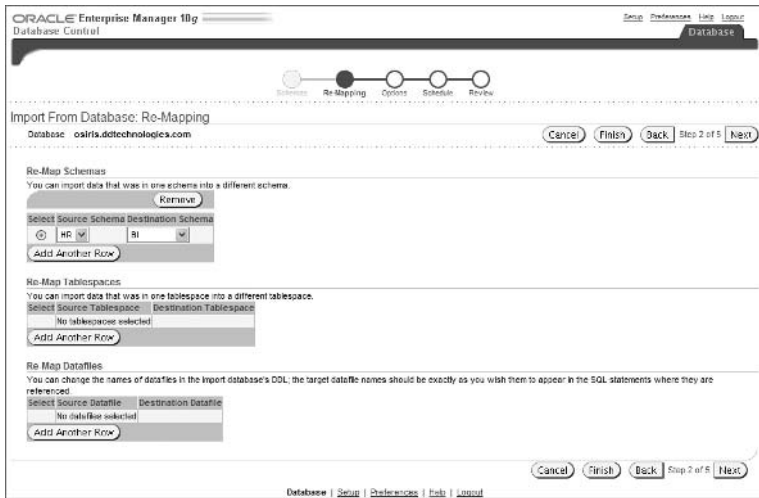 ORACLE Enterprise Manager 10g
Database Control
Setup Preferences Help Logout
Database
Schemas Re-Mapping Options Schedule Review
Import From Database: Re-Mapping
Database osiris.ddtechnologies.com
Cancel Finish Back Step 2 of 5 Next
Re-Map Schemas
You can import data that was in one schema into a different schema.
Remove
Select Source Schema Destination Schema
HR BI
Add Another Row
Re-Map Tablespaces
You can import data that was in one tablespace into a different tablespace.
Select Source Tablespace Destination Tablespace
No tablespaces selected
Add Another Row
Re Map Datafiles
You can change the names of datafiles in the import database's DDL; the target datafile names should be exactly as you wish them to appear in the SQL statements where they are
referenced.
Select Source Datafile Destination Datafile
No datafiles selected
Add Another Row
Cancel Finish Back Step 2 of 5 Next
Database | Setup | Preferences | Help | Logout